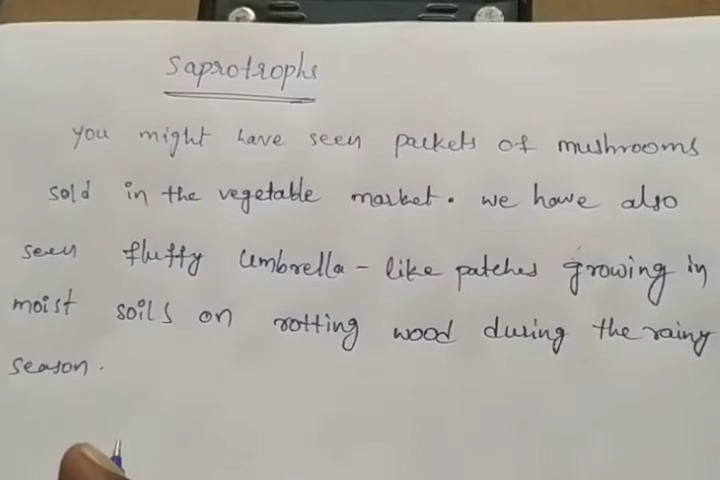 Saprotrophs
you might have seen packets of mushrooms
sold in the vegetable market. we have also
seen fluffy umbrella - like patches growing in
moist soils on rotting wood during the rainy
season.